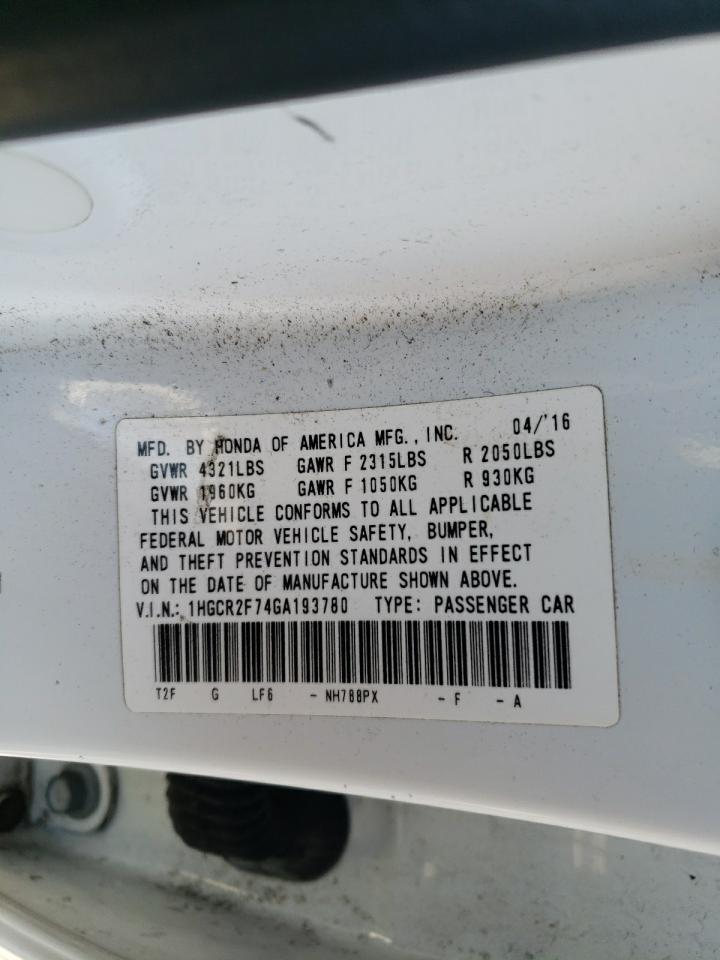 MFD. BY HONDA OF AMERICA MFG., INC. 04/'16
GVWR 4321LBS GAWR F 2315LBS R 2050LBS
GVWR 1960KG GAWR F 1050KG R 930KG
THIS VEHICLE CONFORMS TO ALL APPLICABLE
FEDERAL MOTOR VEHICLE SAFETY, BUMPER,
AND THEFT PREVENTION STANDARDS IN EFFECT
ON THE DATE OF MANUFACTURE SHOWN ABOVE.
V.I.N.: 1HGCR2F74GA193780 TYPE: PASSENGER CAR
T2F G LF6 - NH788PX - F - A